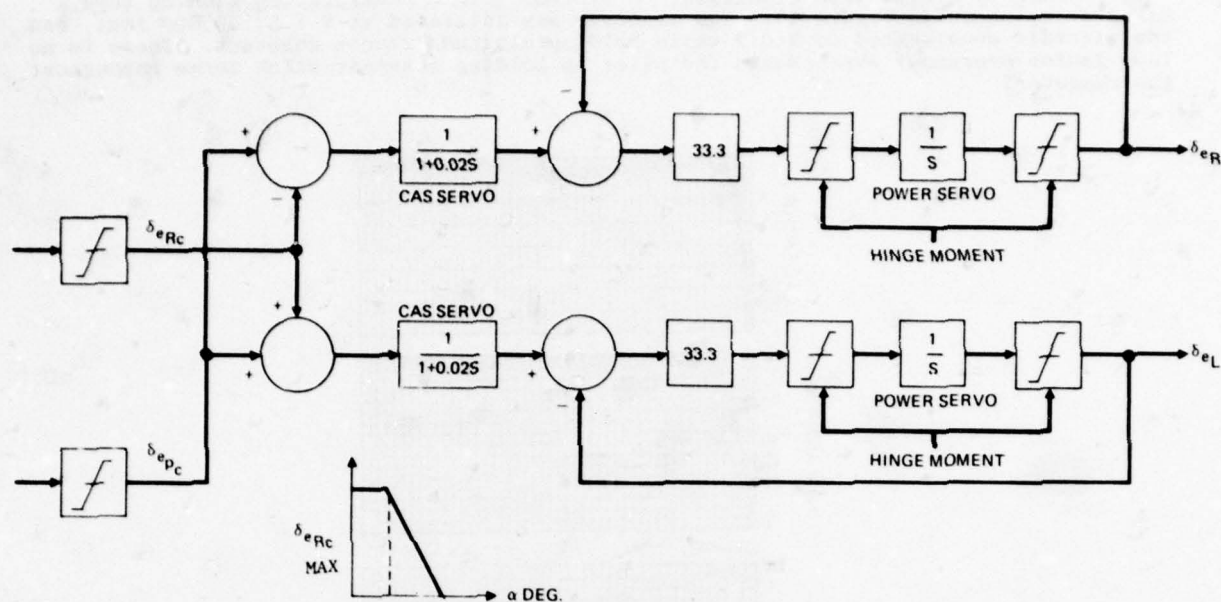 +
−
1
1+0.02S
CAS SERVO
+
−
33.3
1
S
POWER SERVO
δeR
HINGE MOMENT
δeRc
+
+
CAS SERVO
1
1+0.02S
+
−
33.3
1
S
POWER SERVO
δeL
HINGE MOMENT
δePc
δeRc
MAX
α DEG.